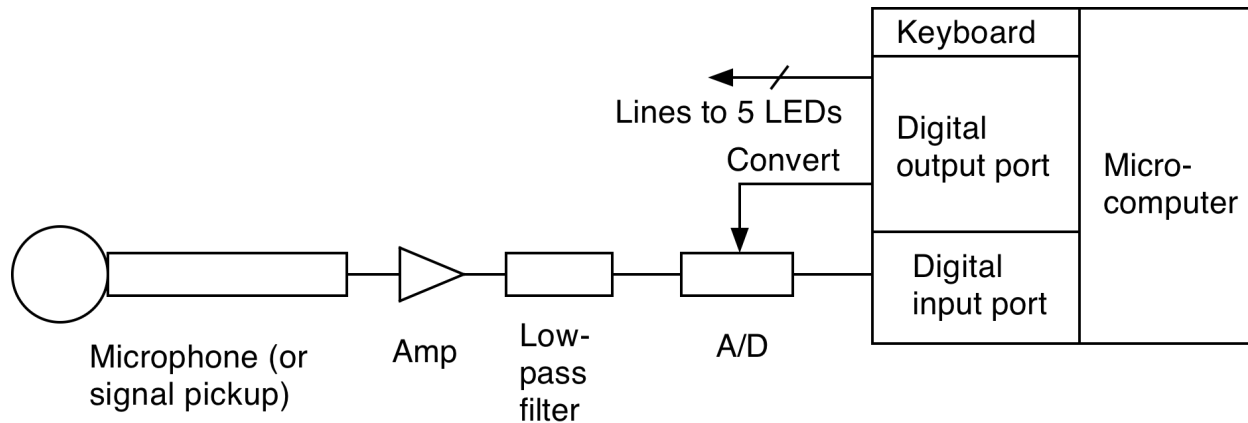 Keyboard
Lines to 5 LEDs
Digital
output port
Convert
Micro-
computer
Digital
input port
Microphone (or
signal pickup)
Amp
Low-
pass
filter
A/D